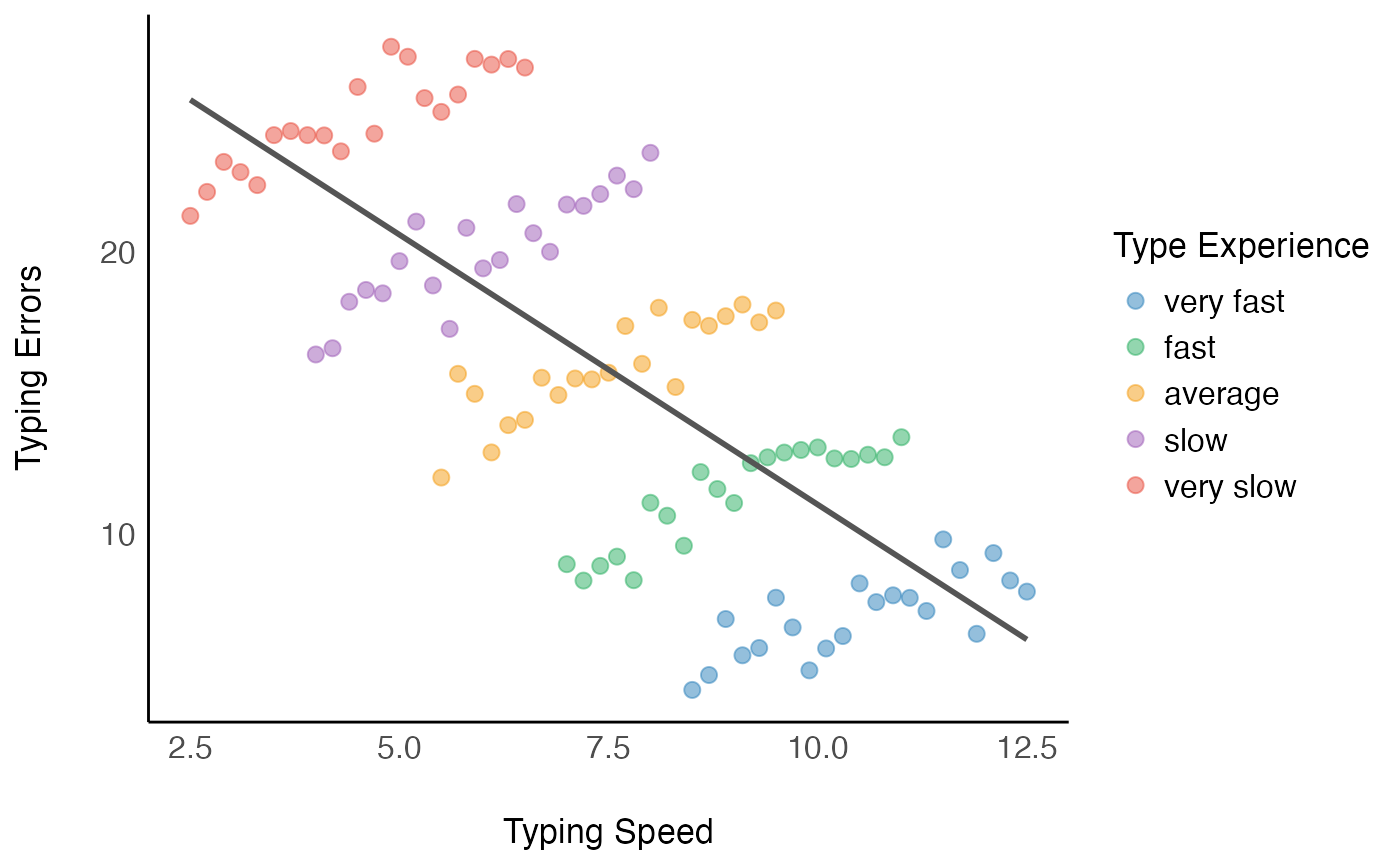 Typing Errors
20
10
2.5 5.0 7.5 10.0 12.5
Typing Speed
Type Experience
very fast
fast
average
slow
very slow